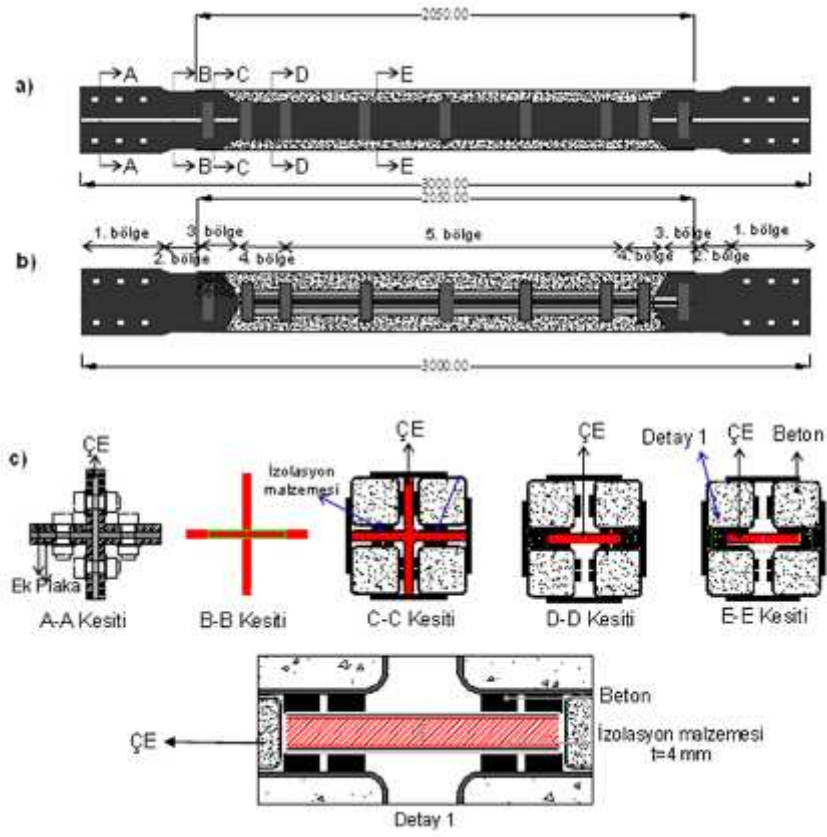 2050.00
A B C D E
a)
A B C D E
3000.00
2050.00
1. bölge 3. bölge 5. bölge 3. bölge 1. bölge
2. bölge 4. bölge 4. bölge 2. bölge
b)
3000.00
c)
ÇE ÇE ÇE Detay 1 ÇE Beton
İzolasyon
malzemesi
Ek Plaka
A-A Kesiti B-B Kesiti C-C Kesiti D-D Kesiti E-E Kesiti
Beton
ÇE
İzolasyon malzemesi
t=4 mm
Detay 1